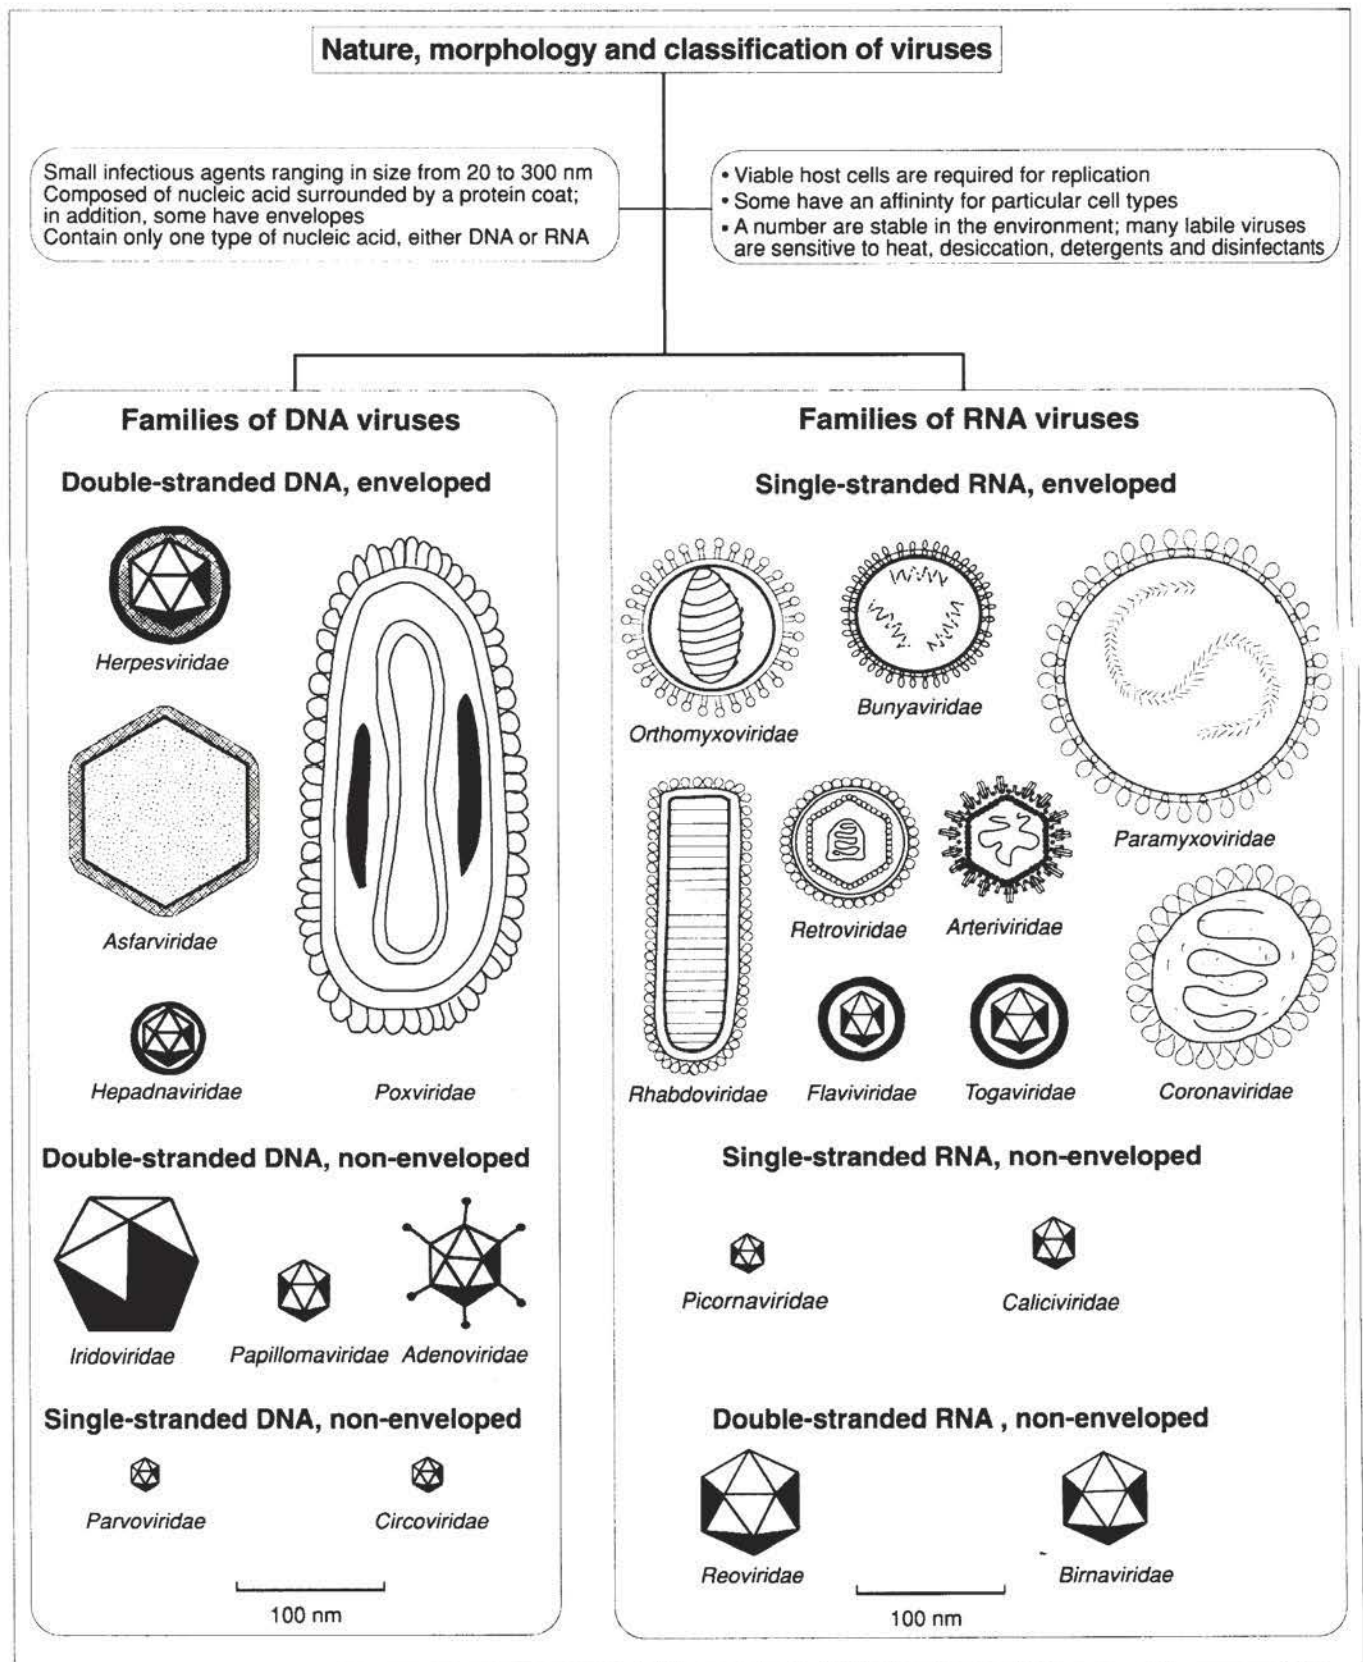 Nature, morphology and classification of viruses
Small infectious agents ranging in size from 20 to 300 nm
Composed of nucleic acid surrounded by a protein coat;
in addition, some have envelopes
Contain only one type of nucleic acid, either DNA or RNA
• Viable host cells are required for replication
• Some have an affininty for particular cell types
• A number are stable in the environment; many labile viruses
are sensitive to heat, desiccation, detergents and disinfectants
Families of DNA viruses
Double-stranded DNA, enveloped
Herpesviridae
Asfarviridae
Hepadnaviridae
Poxviridae
Double-stranded DNA, non-enveloped
Iridoviridae
Papillomaviridae
Adenoviridae
Single-stranded DNA, non-enveloped
Parvoviridae
Circoviridae
100 nm
Families of RNA viruses
Single-stranded RNA, enveloped
Orthomyxoviridae
Bunyaviridae
Paramyxoviridae
Retroviridae
Arteriviridae
Rhabdoviridae
Flaviviridae
Togaviridae
Coronaviridae
Single-stranded RNA, non-enveloped
Picornaviridae
Caliciviridae
Double-stranded RNA , non-enveloped
Reoviridae
Birnaviridae
100 nm